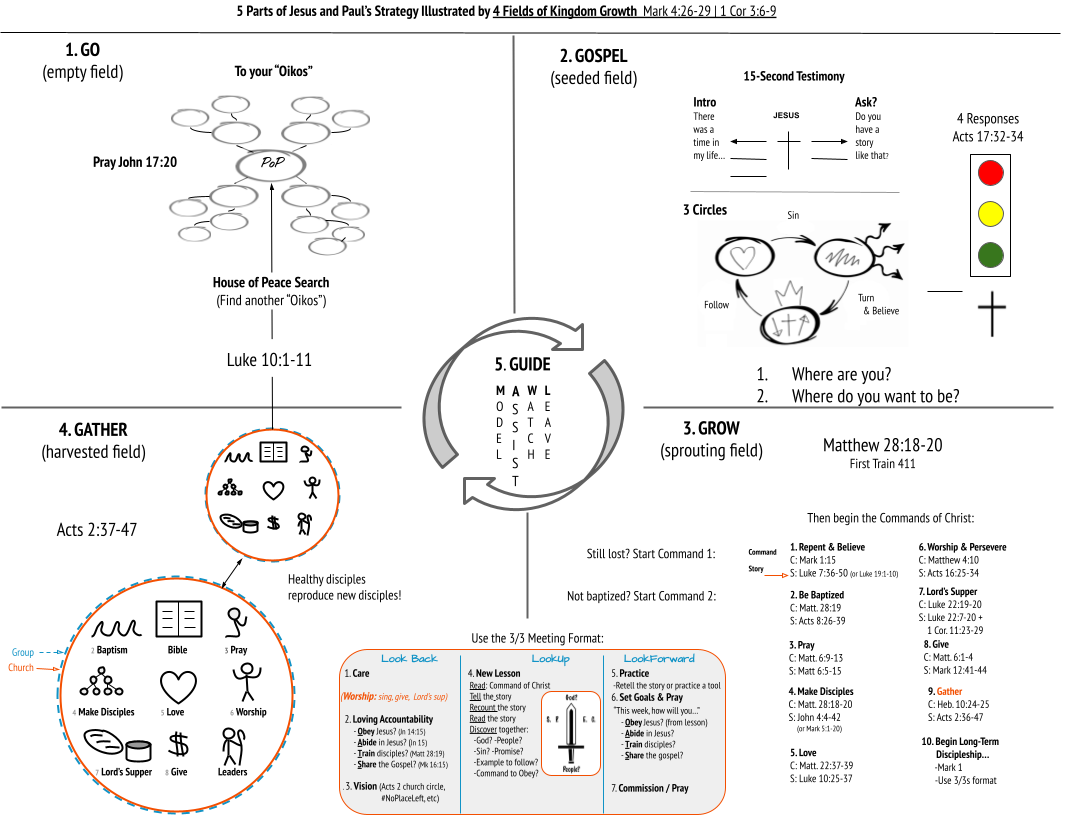 5 Parts of Jesus and Paul's Strategy Illustrated by 4 Fields of Kingdom Growth Mark 4:26-29 | 1 Cor 3:6-9
1. GO
(empty field)
To your "Oikos"
Pray John 17:20
PoP
House of Peace Search
(Find another "Oikos")
Luke 10:1-11
2. GOSPEL
(seeded field)
15-Second Testimony
Intro
There
was a
time in
my life...
JESUS
Ask?
Do you
have a
story
like that?
4 Responses
Acts 17:32-34
3 Circles
Sin
Turn
& Believe
Follow
1. Where are you?
2. Where do you want to be?
5. GUIDE
MODEL
ASSIST
WATCH
LEAVE
4. GATHER
(harvested field)
Acts 2:37-47
Healthy disciples
reproduce new disciples!
Group
Church
2 Baptism
Bible
3 Pray
4 Make Disciples
5 Love
6 Worship
7 Lord's Supper
8 Give
Leaders
3. GROW
(sprouting field)
Matthew 28:18-20
First Train 411
Then begin the Commands of Christ:
Still lost? Start Command 1:
Not baptized? Start Command 2:
Command
Story
1. Repent & Believe
C: Mark 1:15
S: Luke 7:36-50 (or Luke 19:1-10)
2. Be Baptized
C: Matt. 28:19
S: Acts 8:26-39
3. Pray
C: Matt. 6:9-13
S: Matt 6:5-15
4. Make Disciples
C: Matt. 28:18-20
S: John 4:4-42
(or Mark 5:1-20)
5. Love
C: Matt. 22:37-39
S: Luke 10:25-37
6. Worship & Persevere
C: Matthew 4:10
S: Acts 16:25-34
7. Lord's Supper
C: Luke 22:19-20
S: Luke 22:7-20 +
1 Cor. 11:23-29
8. Give
C: Matt. 6:1-4
S: Mark 12:41-44
9. Gather
C: Heb. 10:24-25
S: Acts 2:36-47
10. Begin Long-Term
Discipleship...
-Mark 1
-Use 3/3s format
Use the 3/3 Meeting Format:
Look Back
1. Care
(Worship: sing, give, Lord's sup)
2. Loving Accountability
- Obey Jesus? (Jn 14:15)
- Abide in Jesus? (Jn 15)
- Train disciples? (Matt 28:19)
- Share the Gospel? (Mk 16:15)
3. Vision (Acts 2 church circle,
#NoPlaceLeft, etc)
LookUp
4. New Lesson
Read: Command of Christ
Tell the story
Recount the story
Read the story
Discover together:
-God? -People?
-Sin? -Promise?
-Example to follow?
-Command to Obey?
God?
S. P. E. C.
People?
LookForward
5. Practice
-Retell the story or practice a tool
6. Set Goals & Pray
"This week, how will you..."
- Obey Jesus? (from lesson)
- Abide in Jesus?
- Train disciples?
- Share the gospel?
7. Commission / Pray